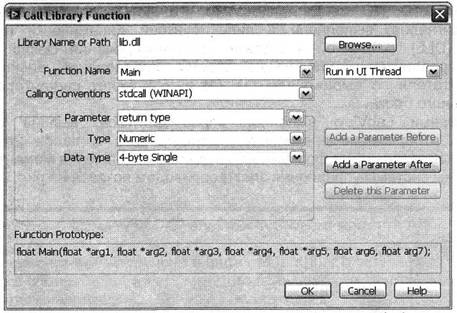 Call Library Function
Library Name or Path lib.dll Browse...
Function Name Main Run in UI Thread
Calling Conventions stdcall (WINAPI)
Parameter return type
Type Numeric Add a Parameter Before
Data Type 4-byte Single Add a Parameter After
Delete this Parameter
Function Prototype:
float Main(float *arg1, float *arg2, float *arg3, float *arg4, float *arg5, float arg6, float arg7);
OK Cancel Help